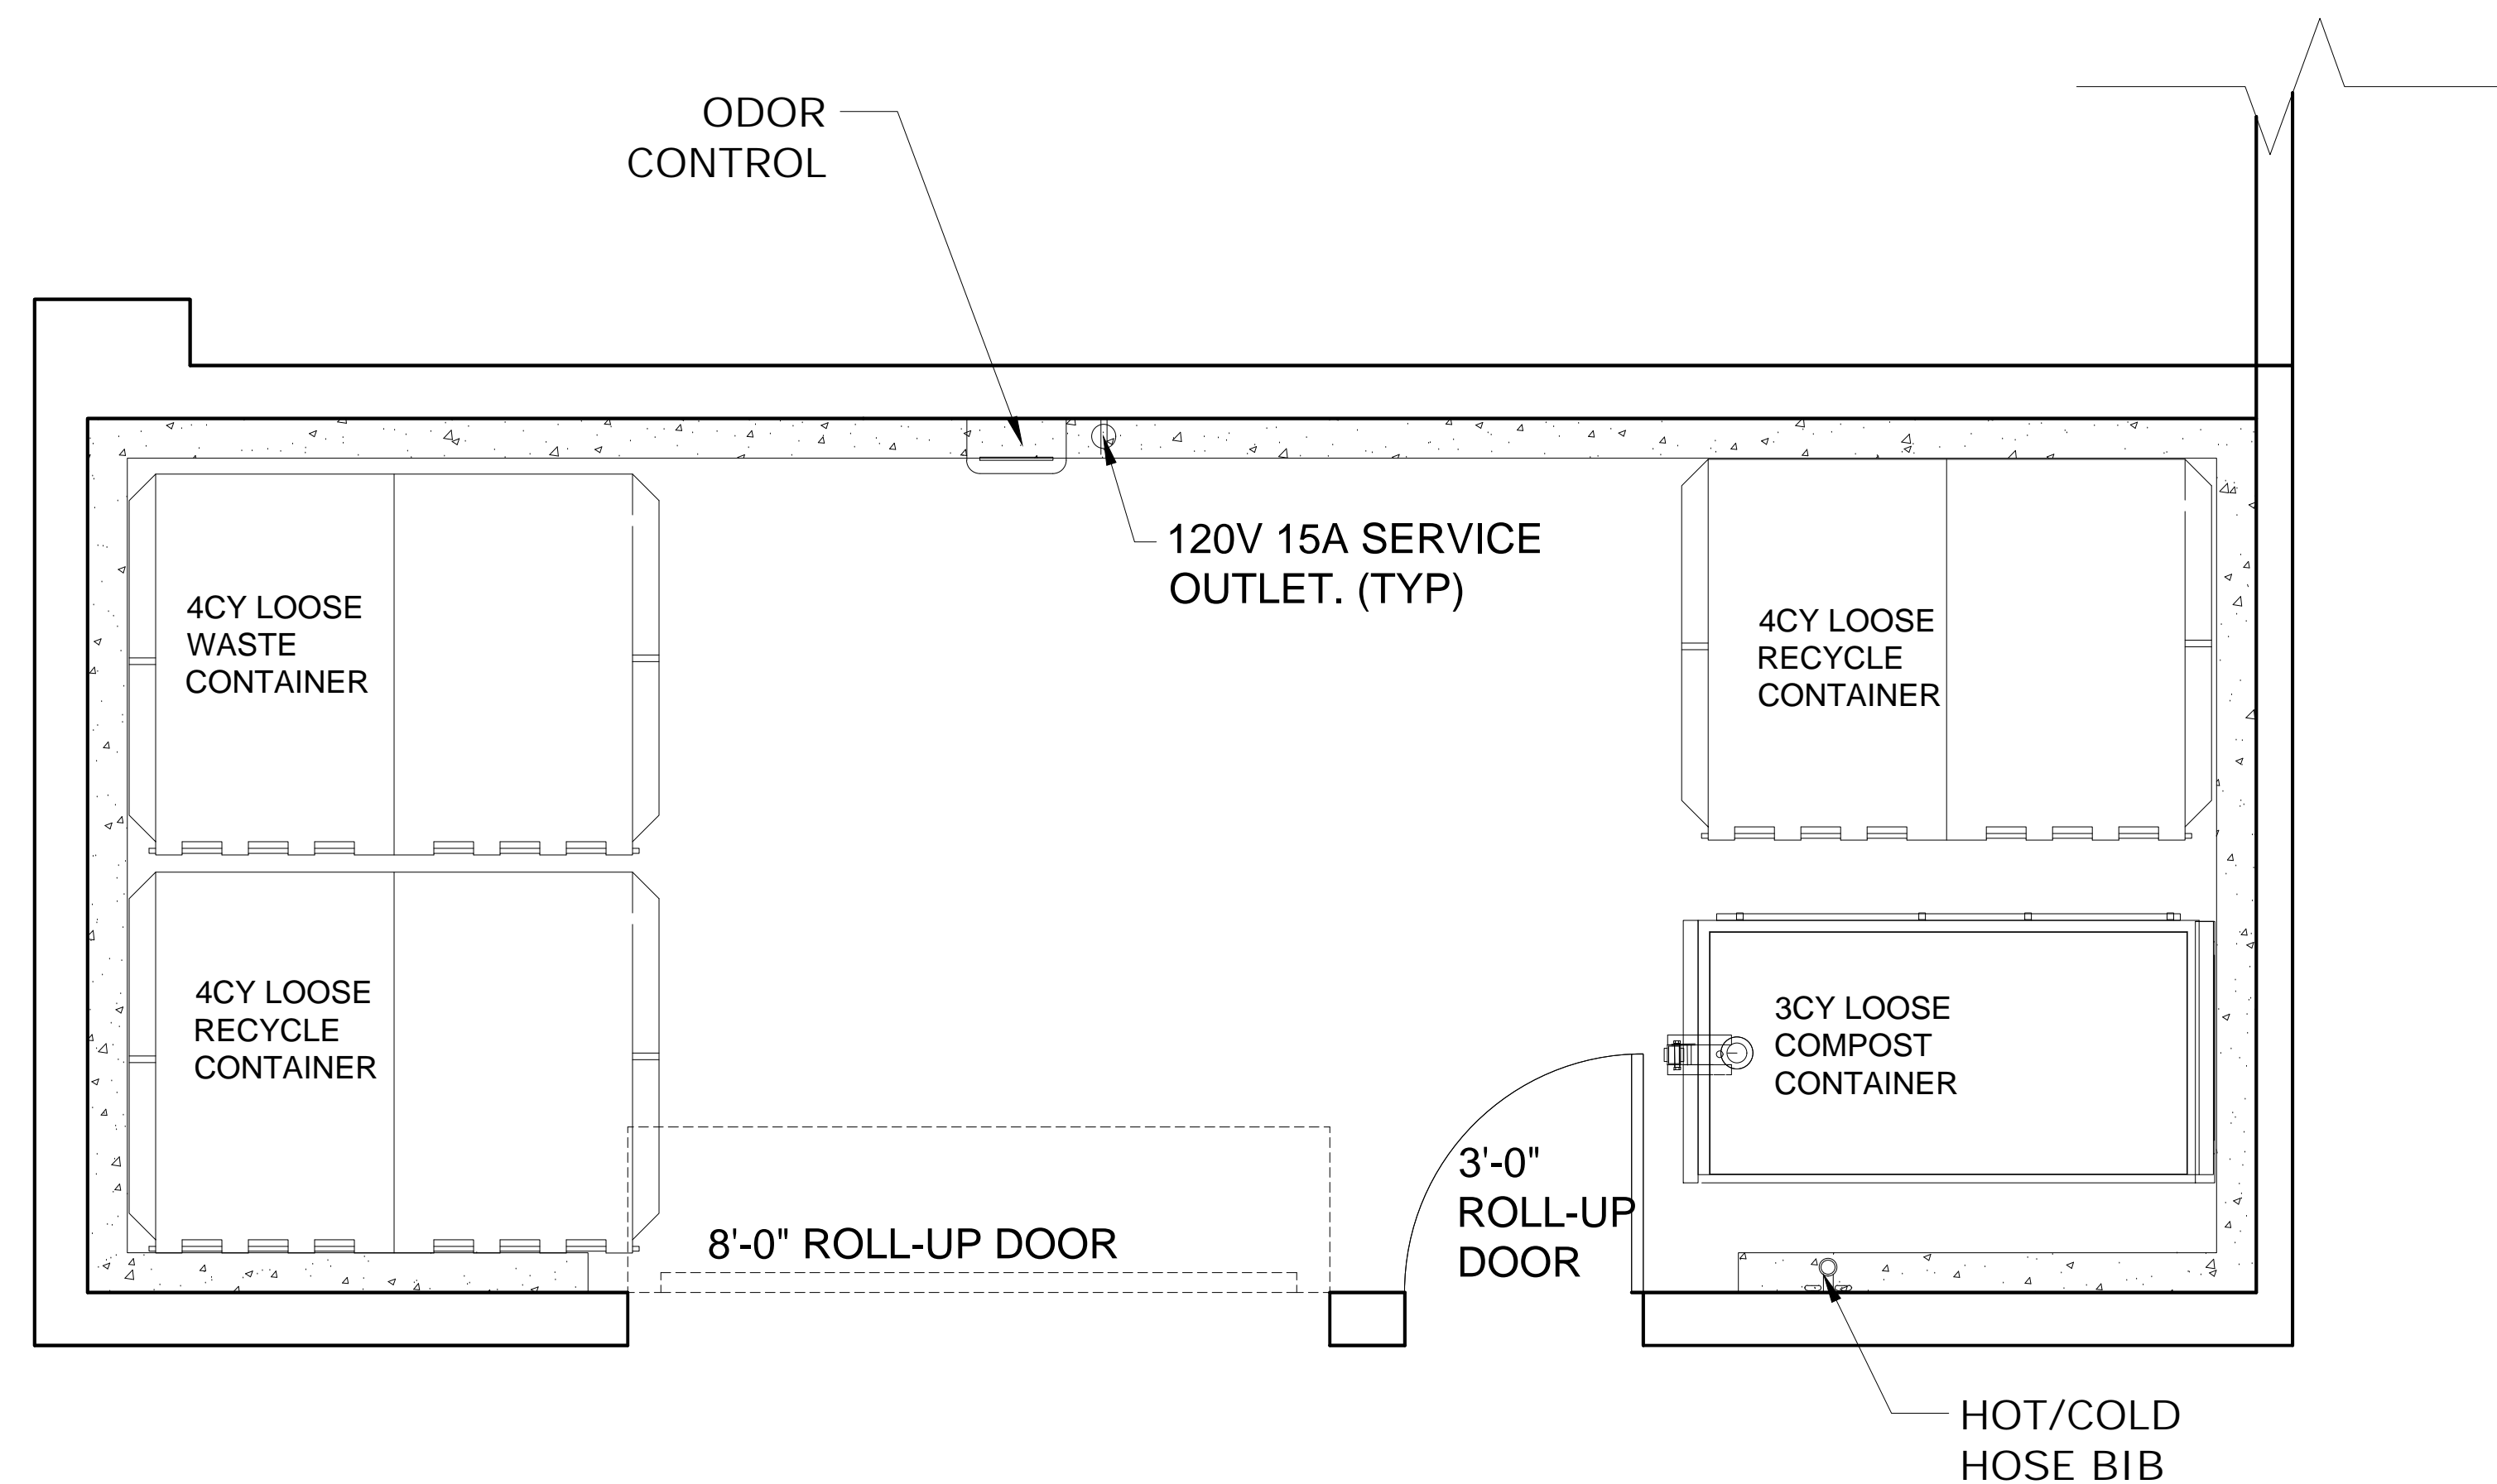 ODOR
CONTROL
120V 15A SERVICE
OUTLET. (TYP)
4CY LOOSE
WASTE
CONTAINER
4CY LOOSE
RECYCLE
CONTAINER
4CY LOOSE
RECYCLE
CONTAINER
3CY LOOSE
COMPOST
CONTAINER
8'-0" ROLL-UP DOOR
3'-0"
ROLL-UP
DOOR
HOT/COLD
HOSE BIB